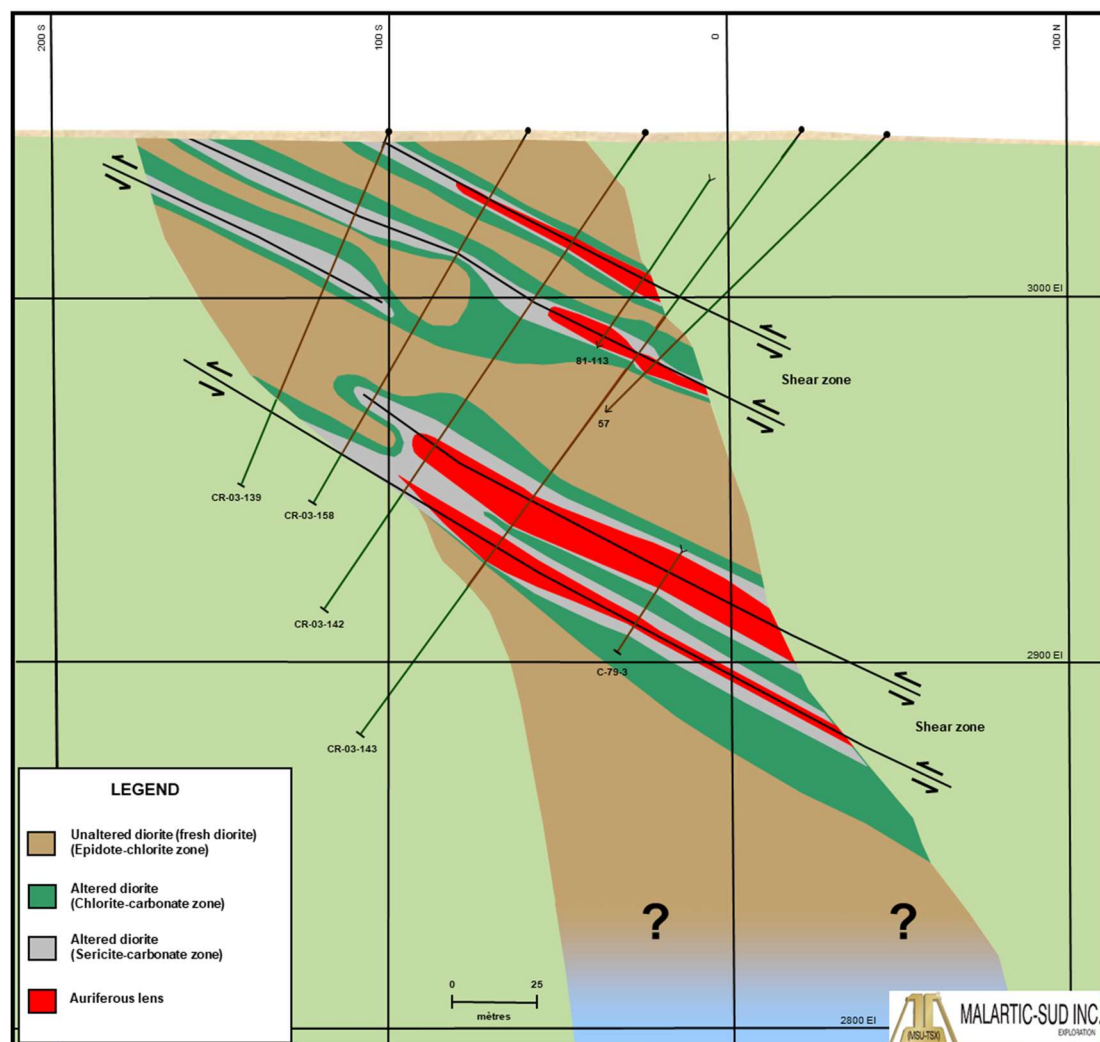 200 S
100 S
0
100 N
3000 El
81-113
Shear zone
57
CR-03-139
CR-03-158
CR-03-142
2900 El
C-79-3
Shear zone
CR-03-143
LEGEND
Unaltered diorite (fresh diorite)
(Epidote-chlorite zone)
Altered diorite
(Chlorite-carbonate zone)
Altered diorite
(Sericite-carbonate zone)
Auriferous lens
? ?
0 25
mètres
2800 El
(MSU-TSX)
MALARTIC-SUD INC.
EXPLORATION